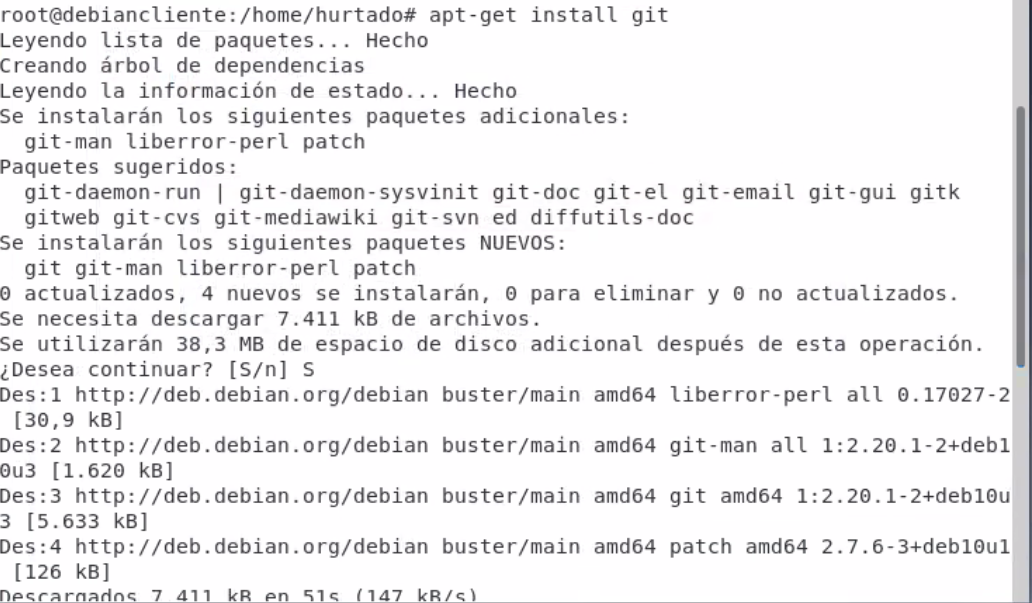 root@debiancliente:/home/hurtado# apt-get install git
Leyendo lista de paquetes... Hecho
Creando árbol de dependencias
Leyendo la información de estado... Hecho
Se instalarán los siguientes paquetes adicionales:
  git-man liberror-perl patch
Paquetes sugeridos:
  git-daemon-run | git-daemon-sysvinit git-doc git-el git-email git-gui gitk
  gitweb git-cvs git-mediawiki git-svn ed diffutils-doc
Se instalarán los siguientes paquetes NUEVOS:
  git git-man liberror-perl patch
0 actualizados, 4 nuevos se instalarán, 0 para eliminar y 0 no actualizados.
Se necesita descargar 7.411 kB de archivos.
Se utilizarán 38,3 MB de espacio de disco adicional después de esta operación.
¿Desea continuar? [S/n] S
Des:1 http://deb.debian.org/debian buster/main amd64 liberror-perl all 0.17027-2
 [30,9 kB]
Des:2 http://deb.debian.org/debian buster/main amd64 git-man all 1:2.20.1-2+deb1
0u3 [1.620 kB]
Des:3 http://deb.debian.org/debian buster/main amd64 git amd64 1:2.20.1-2+deb10u
3 [5.633 kB]
Des:4 http://deb.debian.org/debian buster/main amd64 patch amd64 2.7.6-3+deb10u1
 [126 kB]
Descargados 7.411 kB en 51s (147 kB/s)